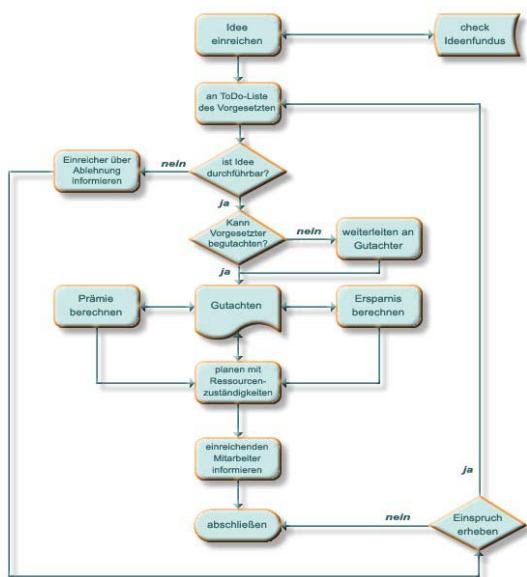 Idee
einreichen
check
Ideenfundus
an ToDo-Liste
des Vorgesetzten
Einreicher über
Ablehnung
informieren
nein
ist Idee
durchführbar?
ja
Kann
Vorgesetzter
begutachten?
nein
weiterleiten an
Gutachter
ja
Prämie
berechnen
Gutachten
Ersparnis
berechnen
planen mit
Ressourcen-
zuständigkeiten
einreichenden
Mitarbeiter
informieren
ja
abschließen
nein
Einspruch
erheben